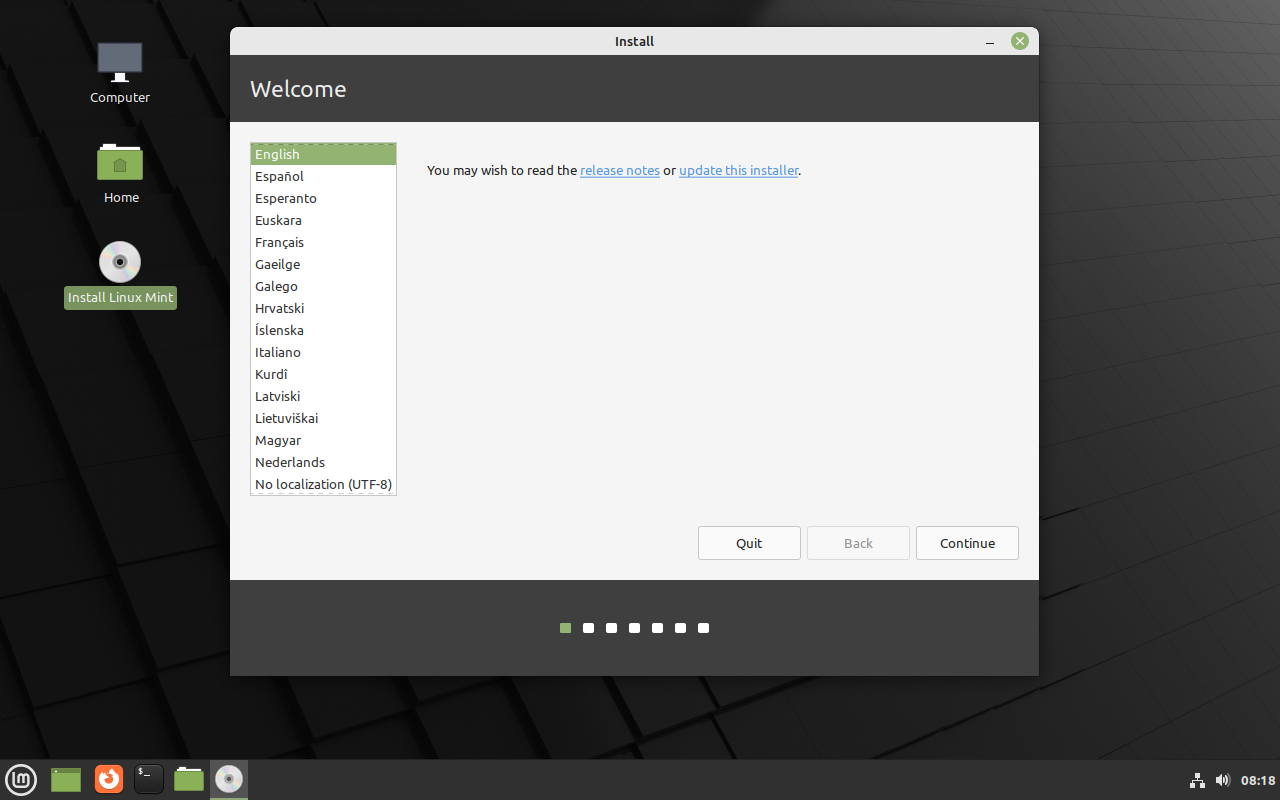 Install
Computer
Home
Install Linux Mint
Welcome
English
Español
Esperanto
Euskara
Français
Gaeilge
Galego
Hrvatski
Íslenska
Italiano
Kurdî
Latviski
Lietuviškai
Magyar
Nederlands
No localization (UTF-8)
You may wish to read the release notes or update this installer.
Quit
Back
Continue
lm
$_
08:18